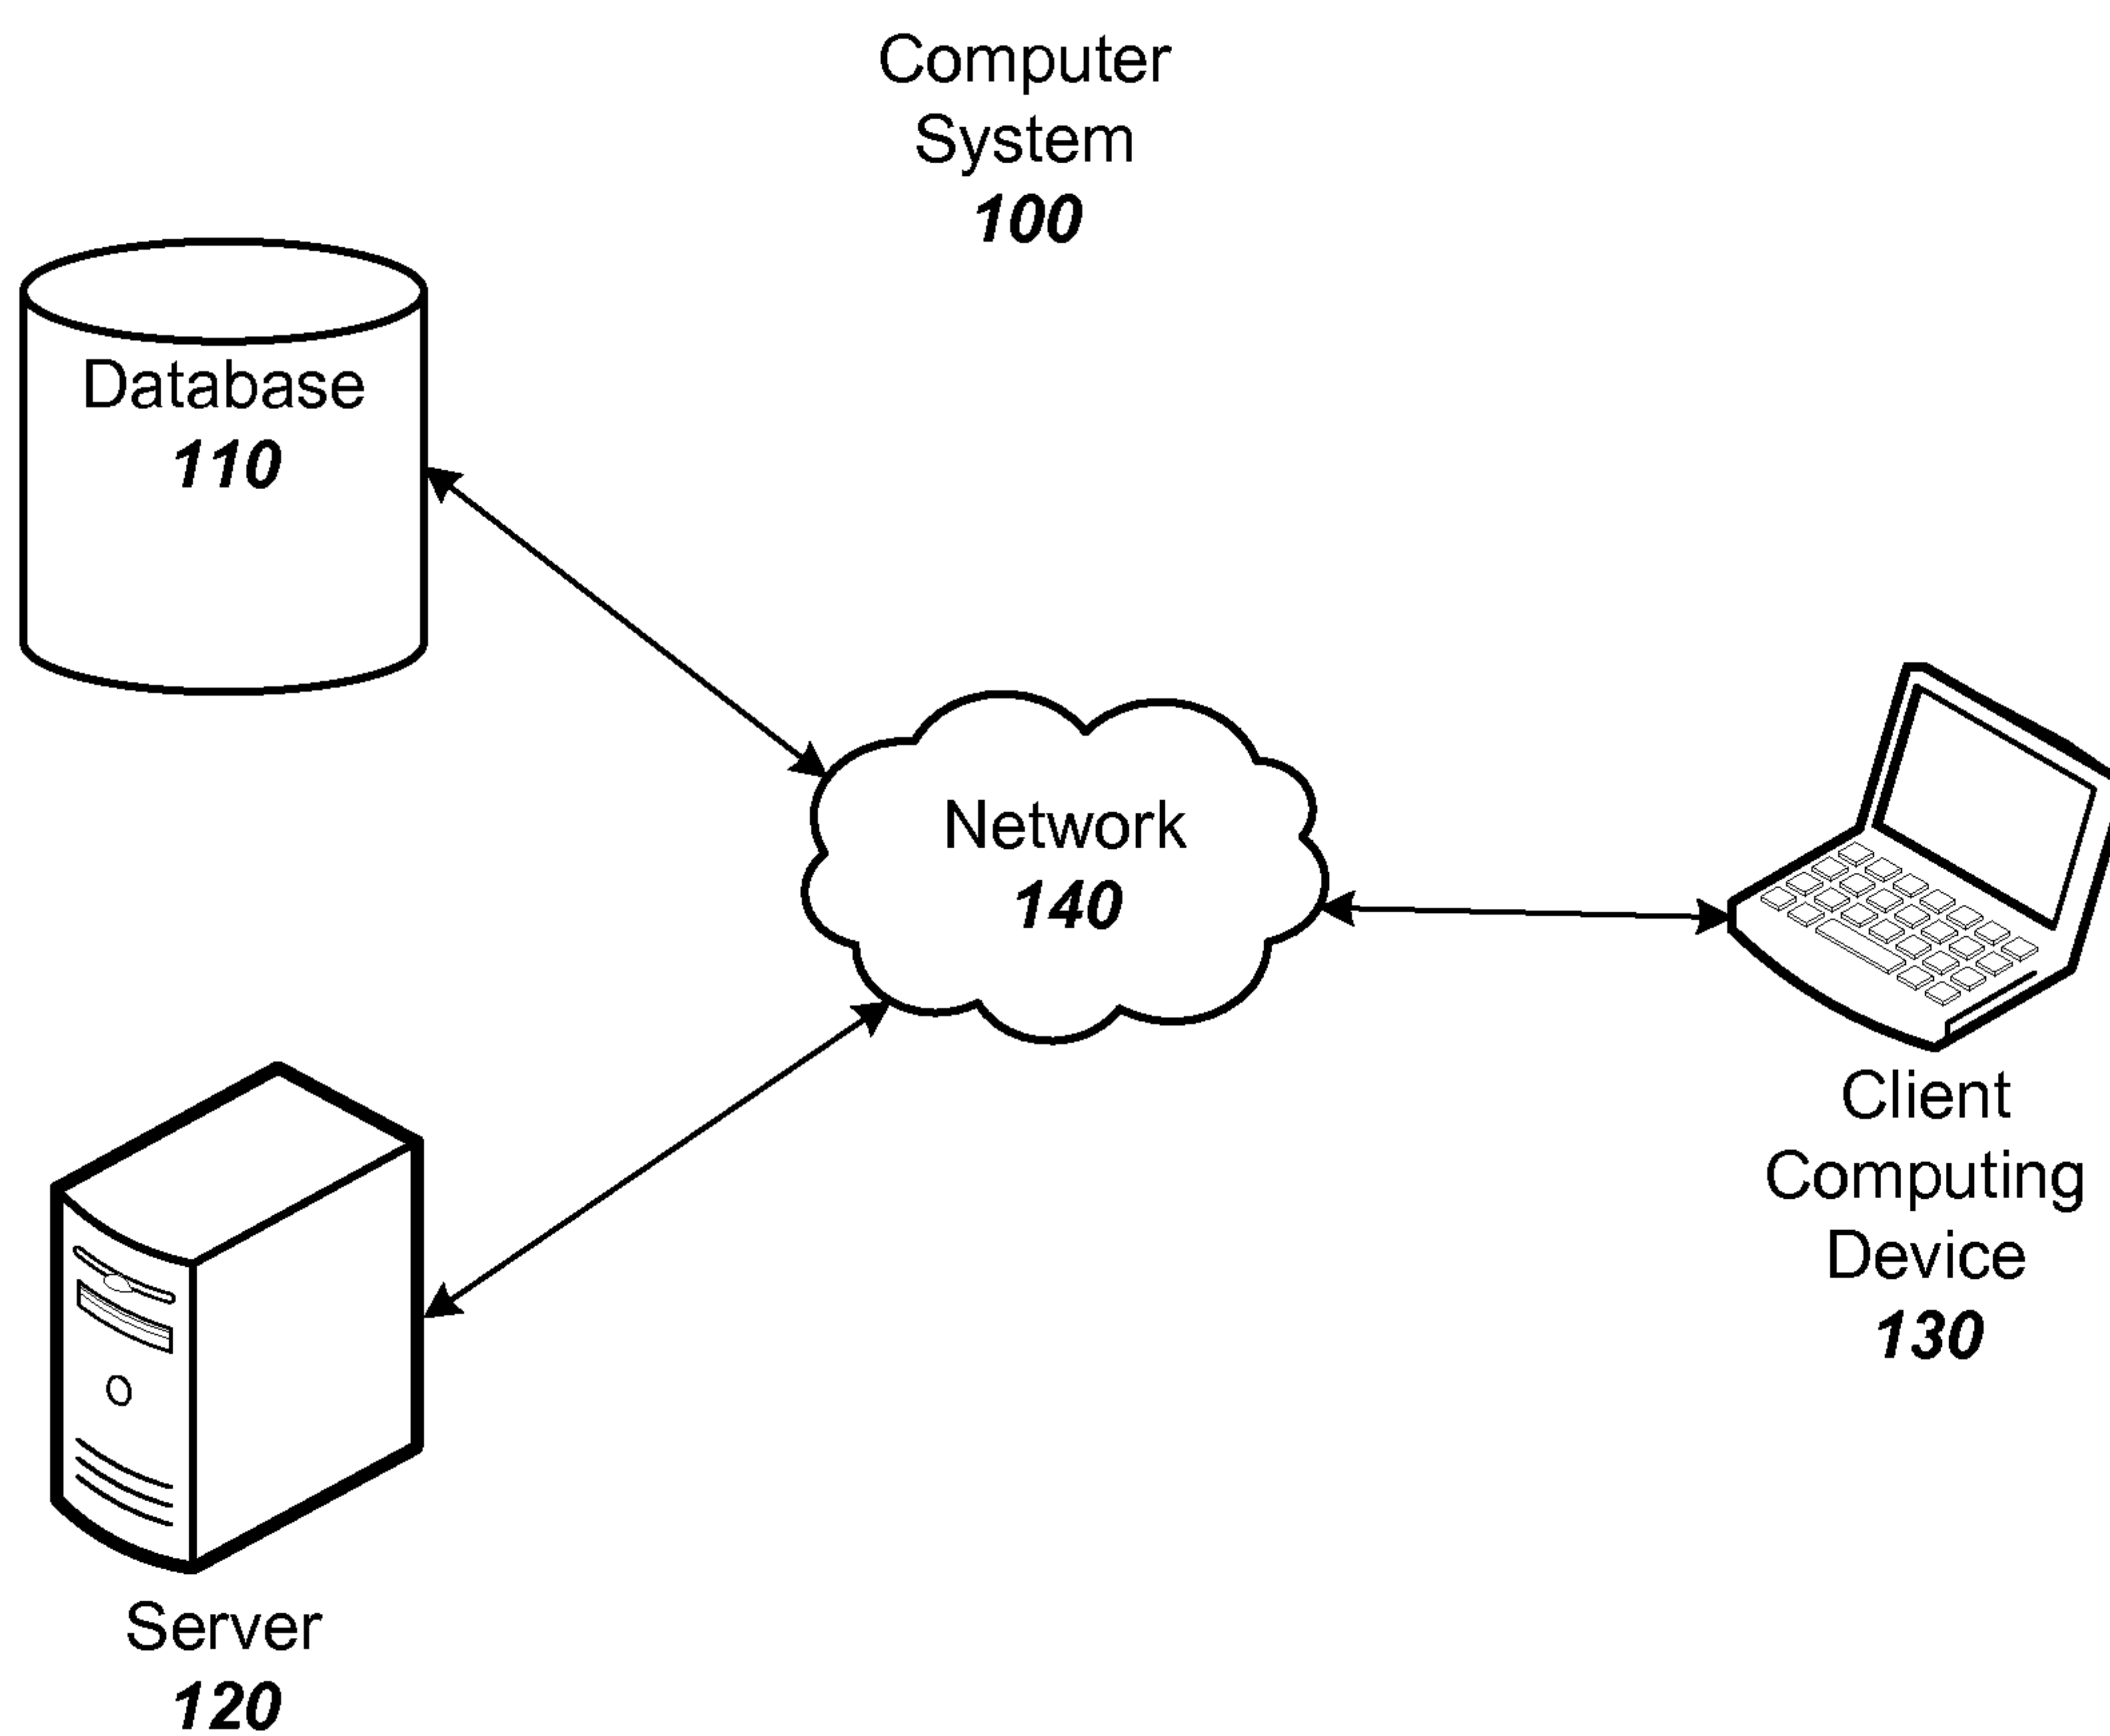 Computer
System
100
Database
110
Network
140
Client
Computing
Device
130
Server
120